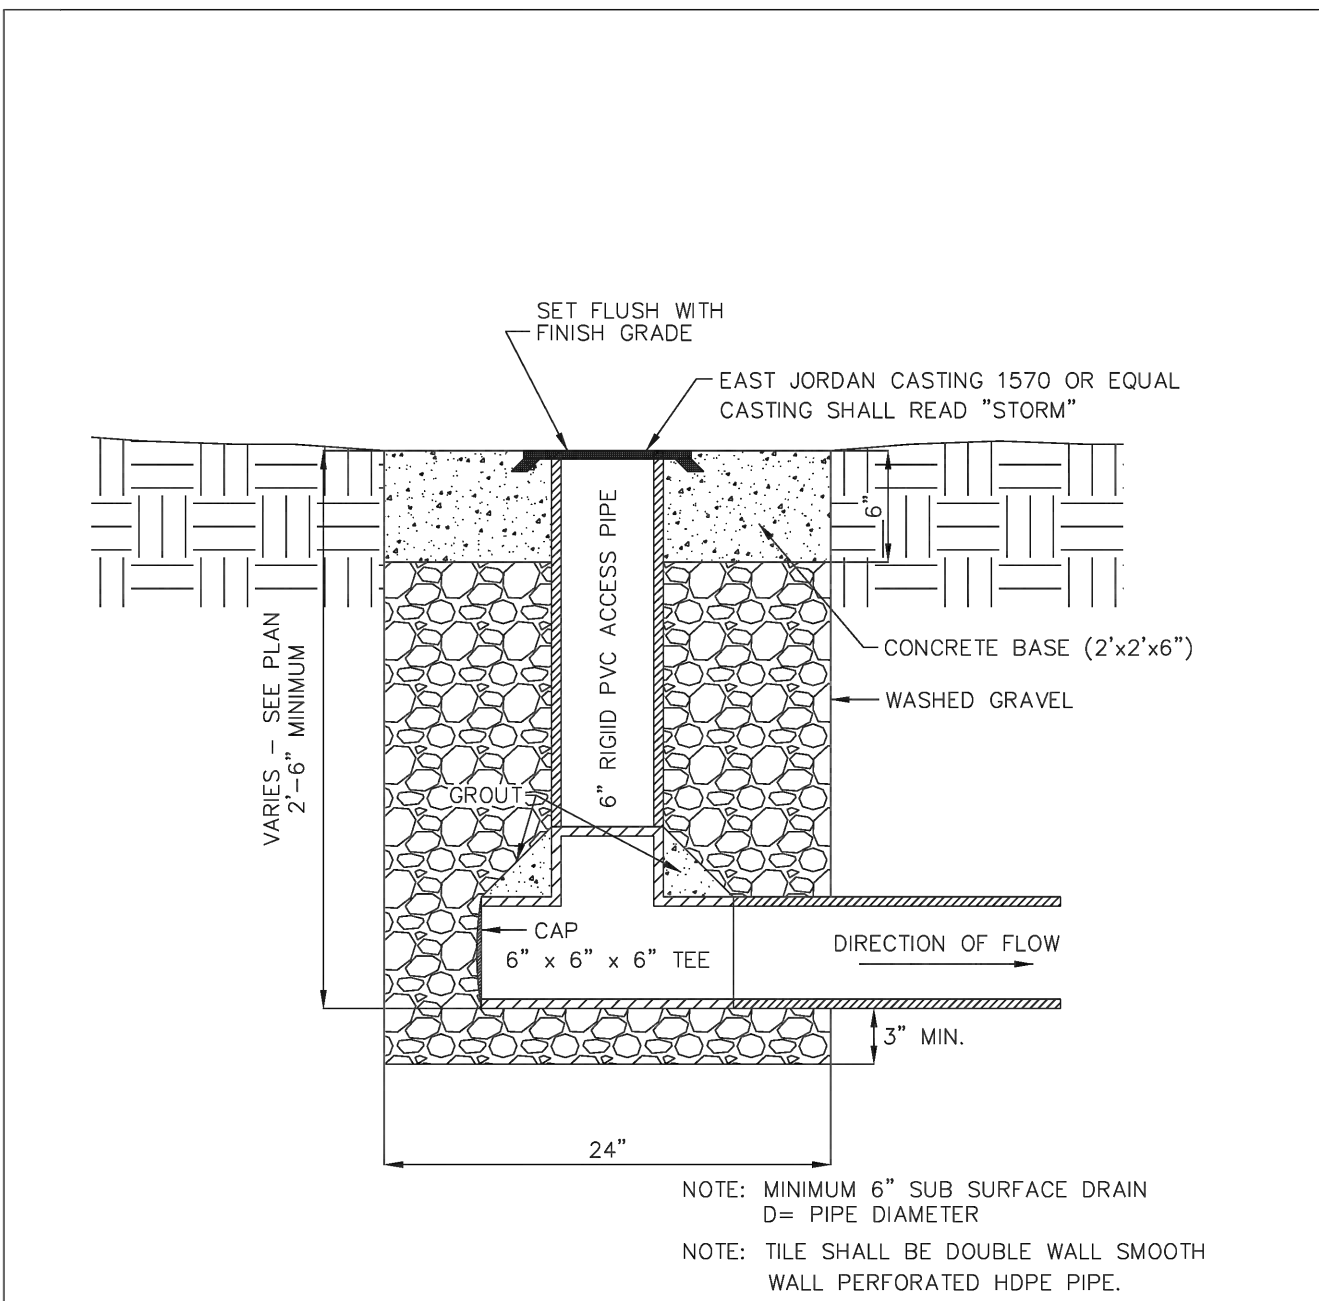 SET FLUSH WITH
FINISH GRADE
EAST JORDAN CASTING 1570 OR EQUAL
CASTING SHALL READ "STORM"
6"
6" RIGIID PVC ACCESS PIPE
VARIES - SEE PLAN
2'-6" MINIMUM
CONCRETE BASE (2'x2'x6")
WASHED GRAVEL
GROUT
CAP
6" x 6" x 6" TEE
DIRECTION OF FLOW
3" MIN.
24"
NOTE: MINIMUM 6" SUB SURFACE DRAIN
D= PIPE DIAMETER
NOTE: TILE SHALL BE DOUBLE WALL SMOOTH
WALL PERFORATED HDPE PIPE.